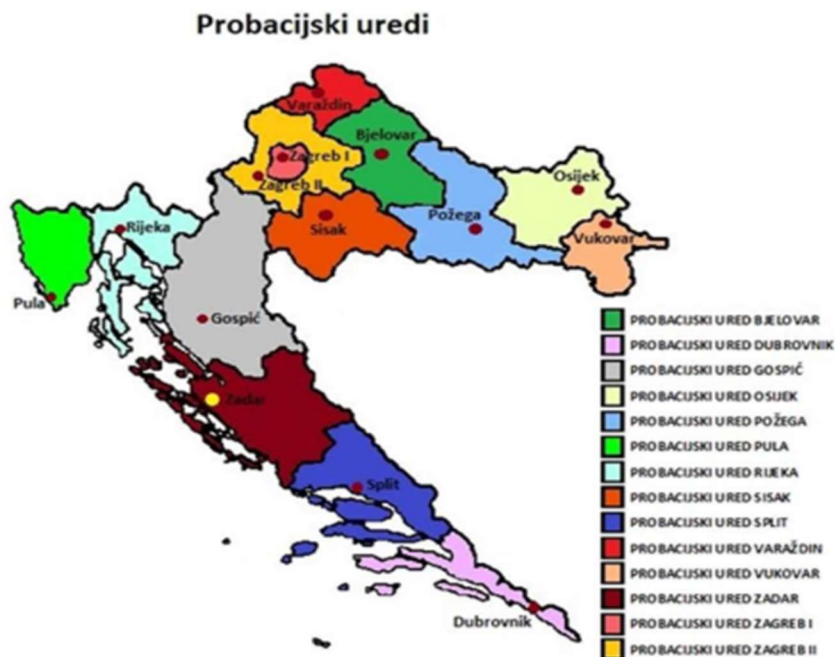 Probacijski uredi
Varaždin
Bjelovar
Zagreb I
Zagreb II
Osijek
Požega
Sisak
Vukovar
Rijeka
Pula
Gospić
Zadar
Split
Dubrovnik
PROBACIJSKI URED BJELOVAR
PROBACIJSKI URED DUBROVNIK
PROBACIJSKI URED GOSPIĆ
PROBACIJSKI URED OSIJEK
PROBACIJSKI URED POŽEGA
PROBACIJSKI URED PULA
PROBACIJSKI URED RIJEKA
PROBACIJSKI URED SISAK
PROBACIJSKI URED SPLIT
PROBACIJSKI URED VARAŽDIN
PROBACIJSKI URED VUKOVAR
PROBACIJSKI URED ZADAR
PROBACIJSKI URED ZAGREB I
PROBACIJSKI URED ZAGREB II